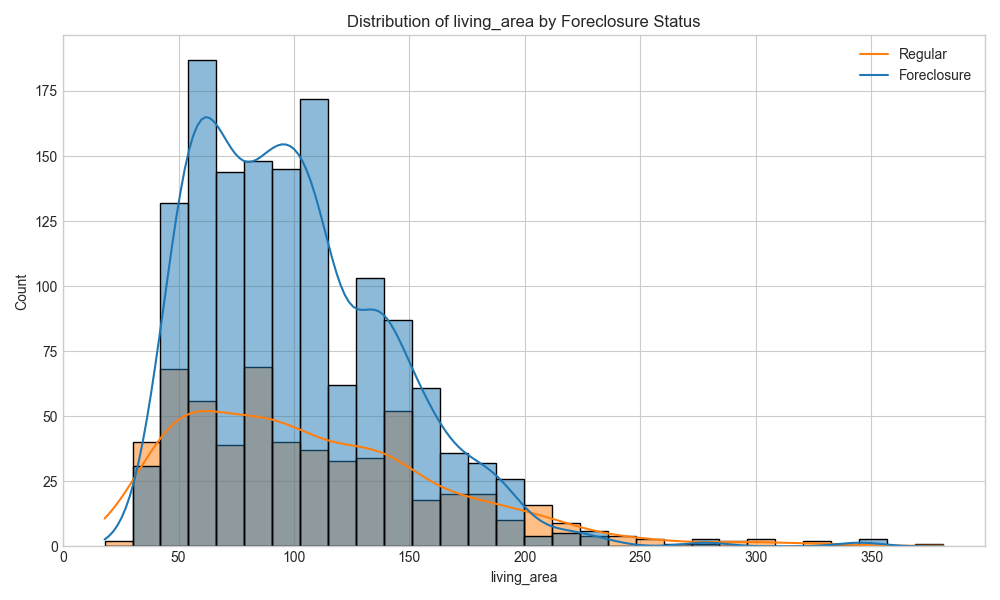 Distribution of living_area by Foreclosure Status
Regular
Foreclosure
175
150
125
100
75
50
25
0
Count
0 50 100 150 200 250 300 350
living_area